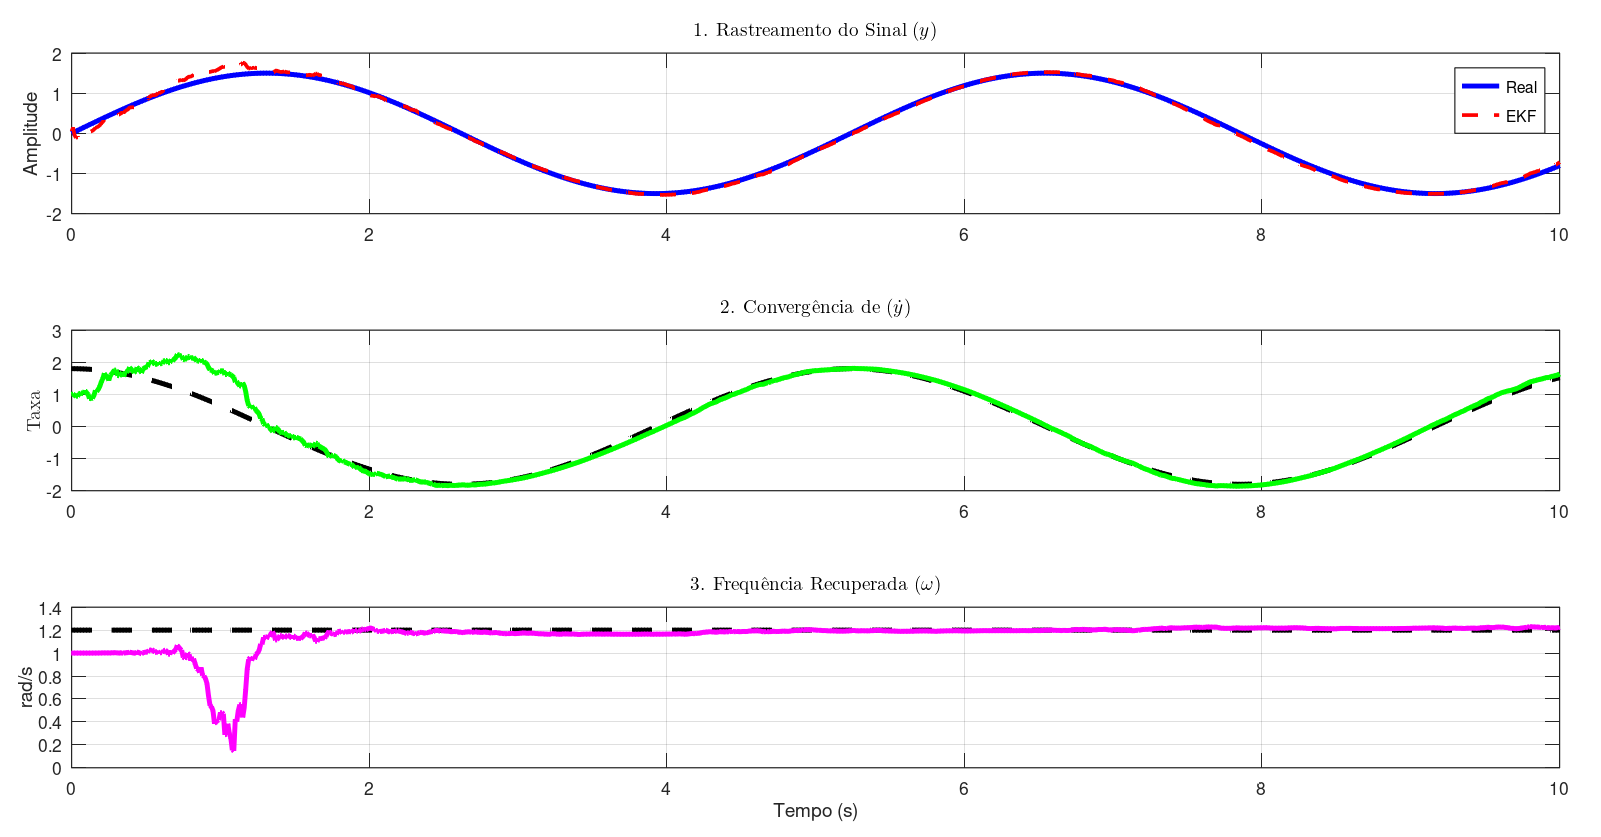 1. Rastreamento do Sinal (y)
2
1
0
-1
-2
Amplitude
Real
EKF
0 2 4 6 8 10
2. Convergência de (ẏ)
3
2
1
0
-1
-2
Taxa
0 2 4 6 8 10
3. Frequência Recuperada (ω)
1.4
1.2
1
0.8
0.6
0.4
0.2
0
rad/s
0 2 4 6 8 10
Tempo (s)